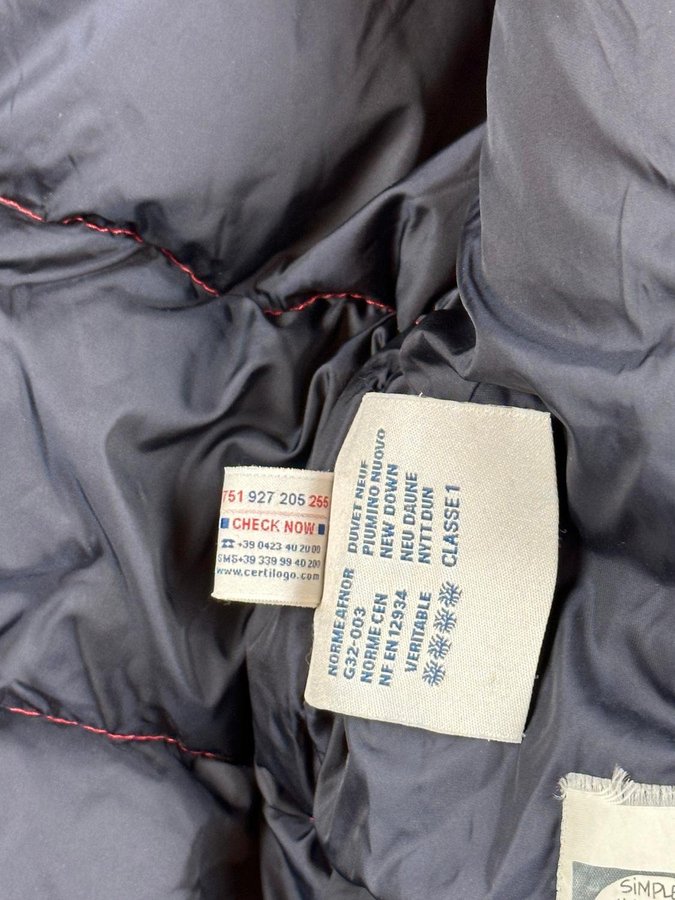 751 927 205 255
CHECK NOW
☎ +39 0423 40 20 00
SMS+39 339 99 40 200
www.certilogo.com
NORME AFNOR
G32-003
NORME CEN
NF EN 12934
VERITABLE
DUVET NEUF
PIUMINO NUOVO
NEW DOWN
NEU DAUNE
NYTT DUN
CLASSE 1
SiMPLE